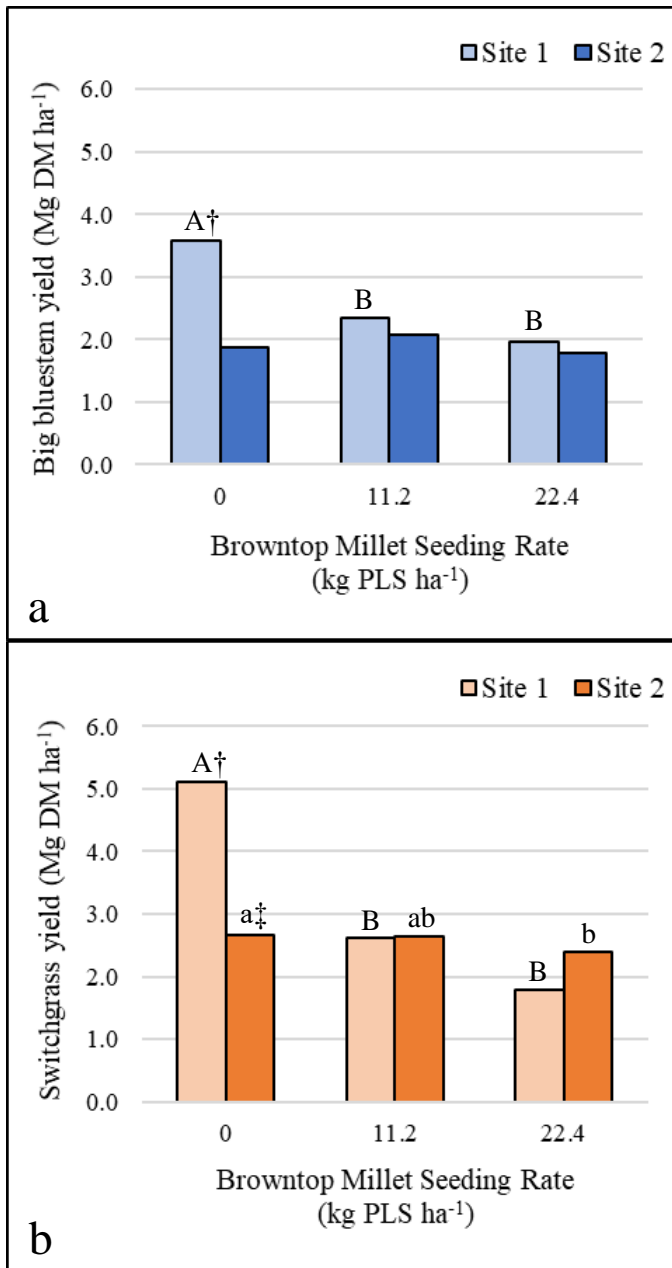 Site 1 Site 2
Big bluestem yield (Mg DM ha⁻¹)
6.0
5.0
4.0
3.0
2.0
1.0
0.0
A†
B
B
0 11.2 22.4
Browntop Millet Seeding Rate
(kg PLS ha⁻¹)
a
Site 1 Site 2
Switchgrass yield (Mg DM ha⁻¹)
6.0
5.0
4.0
3.0
2.0
1.0
0.0
A†
a‡
B ab
B b
0 11.2 22.4
Browntop Millet Seeding Rate
(kg PLS ha⁻¹)
b